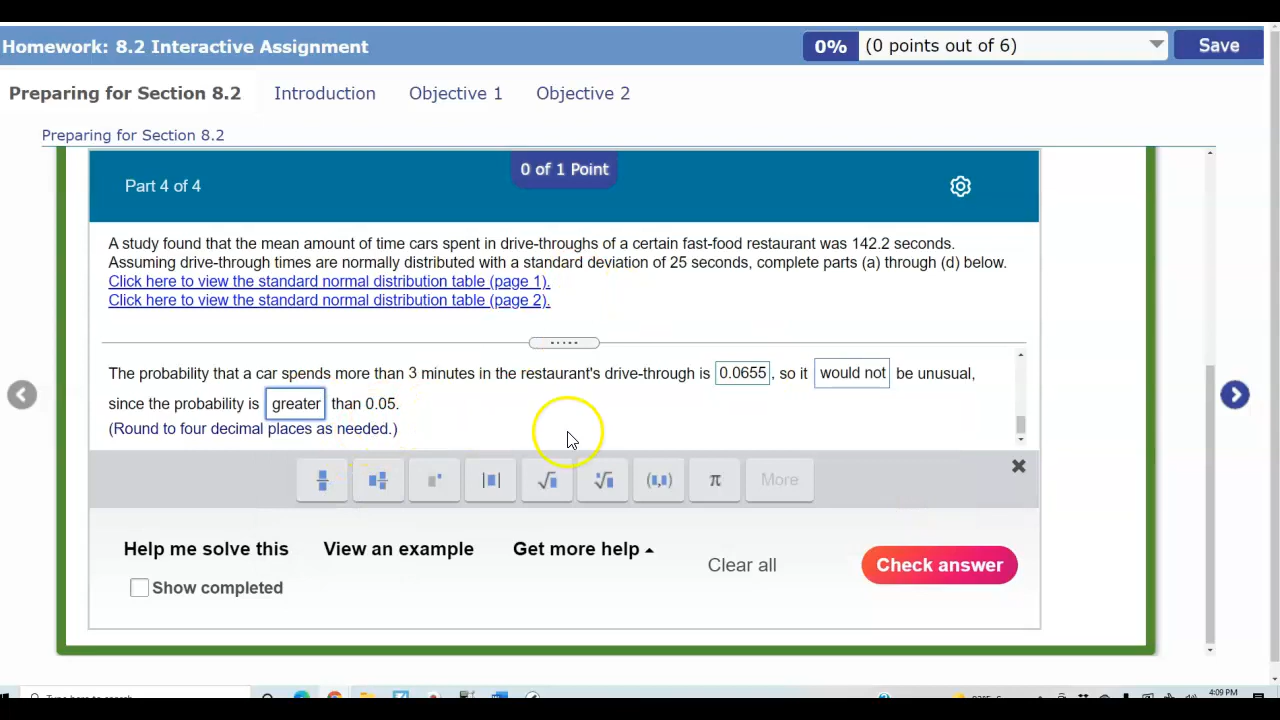 Homework: 8.2 Interactive Assignment
0% (0 points out of 6) Save
Preparing for Section 8.2 Introduction Objective 1 Objective 2
Preparing for Section 8.2
0 of 1 Point
Part 4 of 4
A study found that the mean amount of time cars spent in drive-throughs of a certain fast-food restaurant was 142.2 seconds.
Assuming drive-through times are normally distributed with a standard deviation of 25 seconds, complete parts (a) through (d) below.
Click here to view the standard normal distribution table (page 1).
Click here to view the standard normal distribution table (page 2).
The probability that a car spends more than 3 minutes in the restaurant's drive-through is 0.0655, so it would not be unusual,
since the probability is greater than 0.05.
(Round to four decimal places as needed.)
π More
Help me solve this View an example Get more help
Clear all Check answer
Show completed
4:09 PM